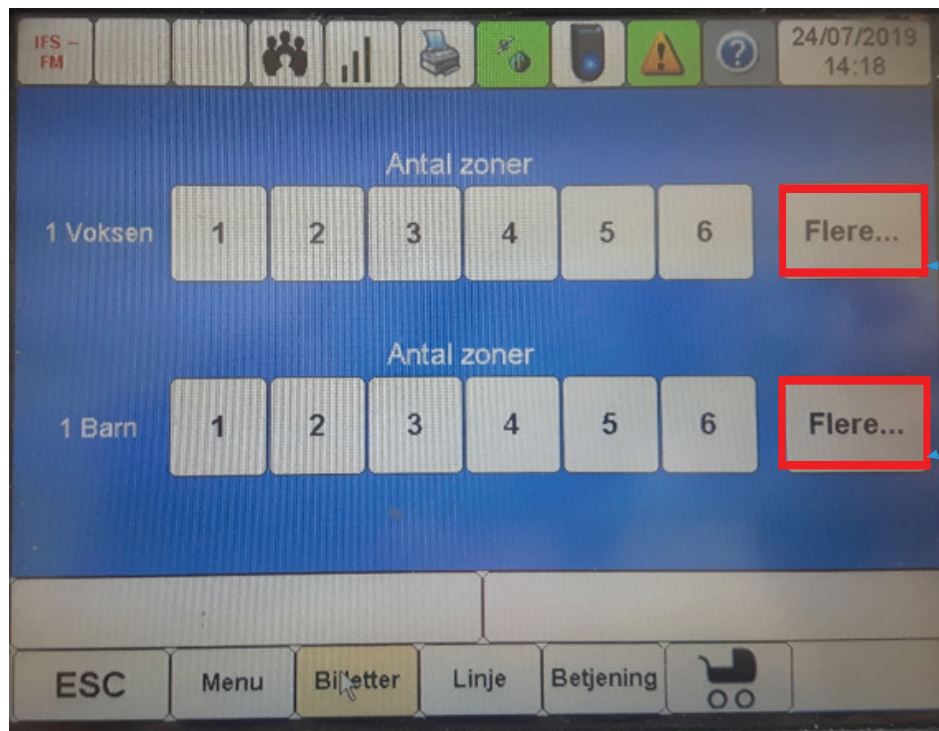 IFS –
FM
24/07/2019
14:18
Antal zoner
1 Voksen 1 2 3 4 5 6 Flere...
Antal zoner
1 Barn 1 2 3 4 5 6 Flere...
ESC Menu Billetter Linje Betjening